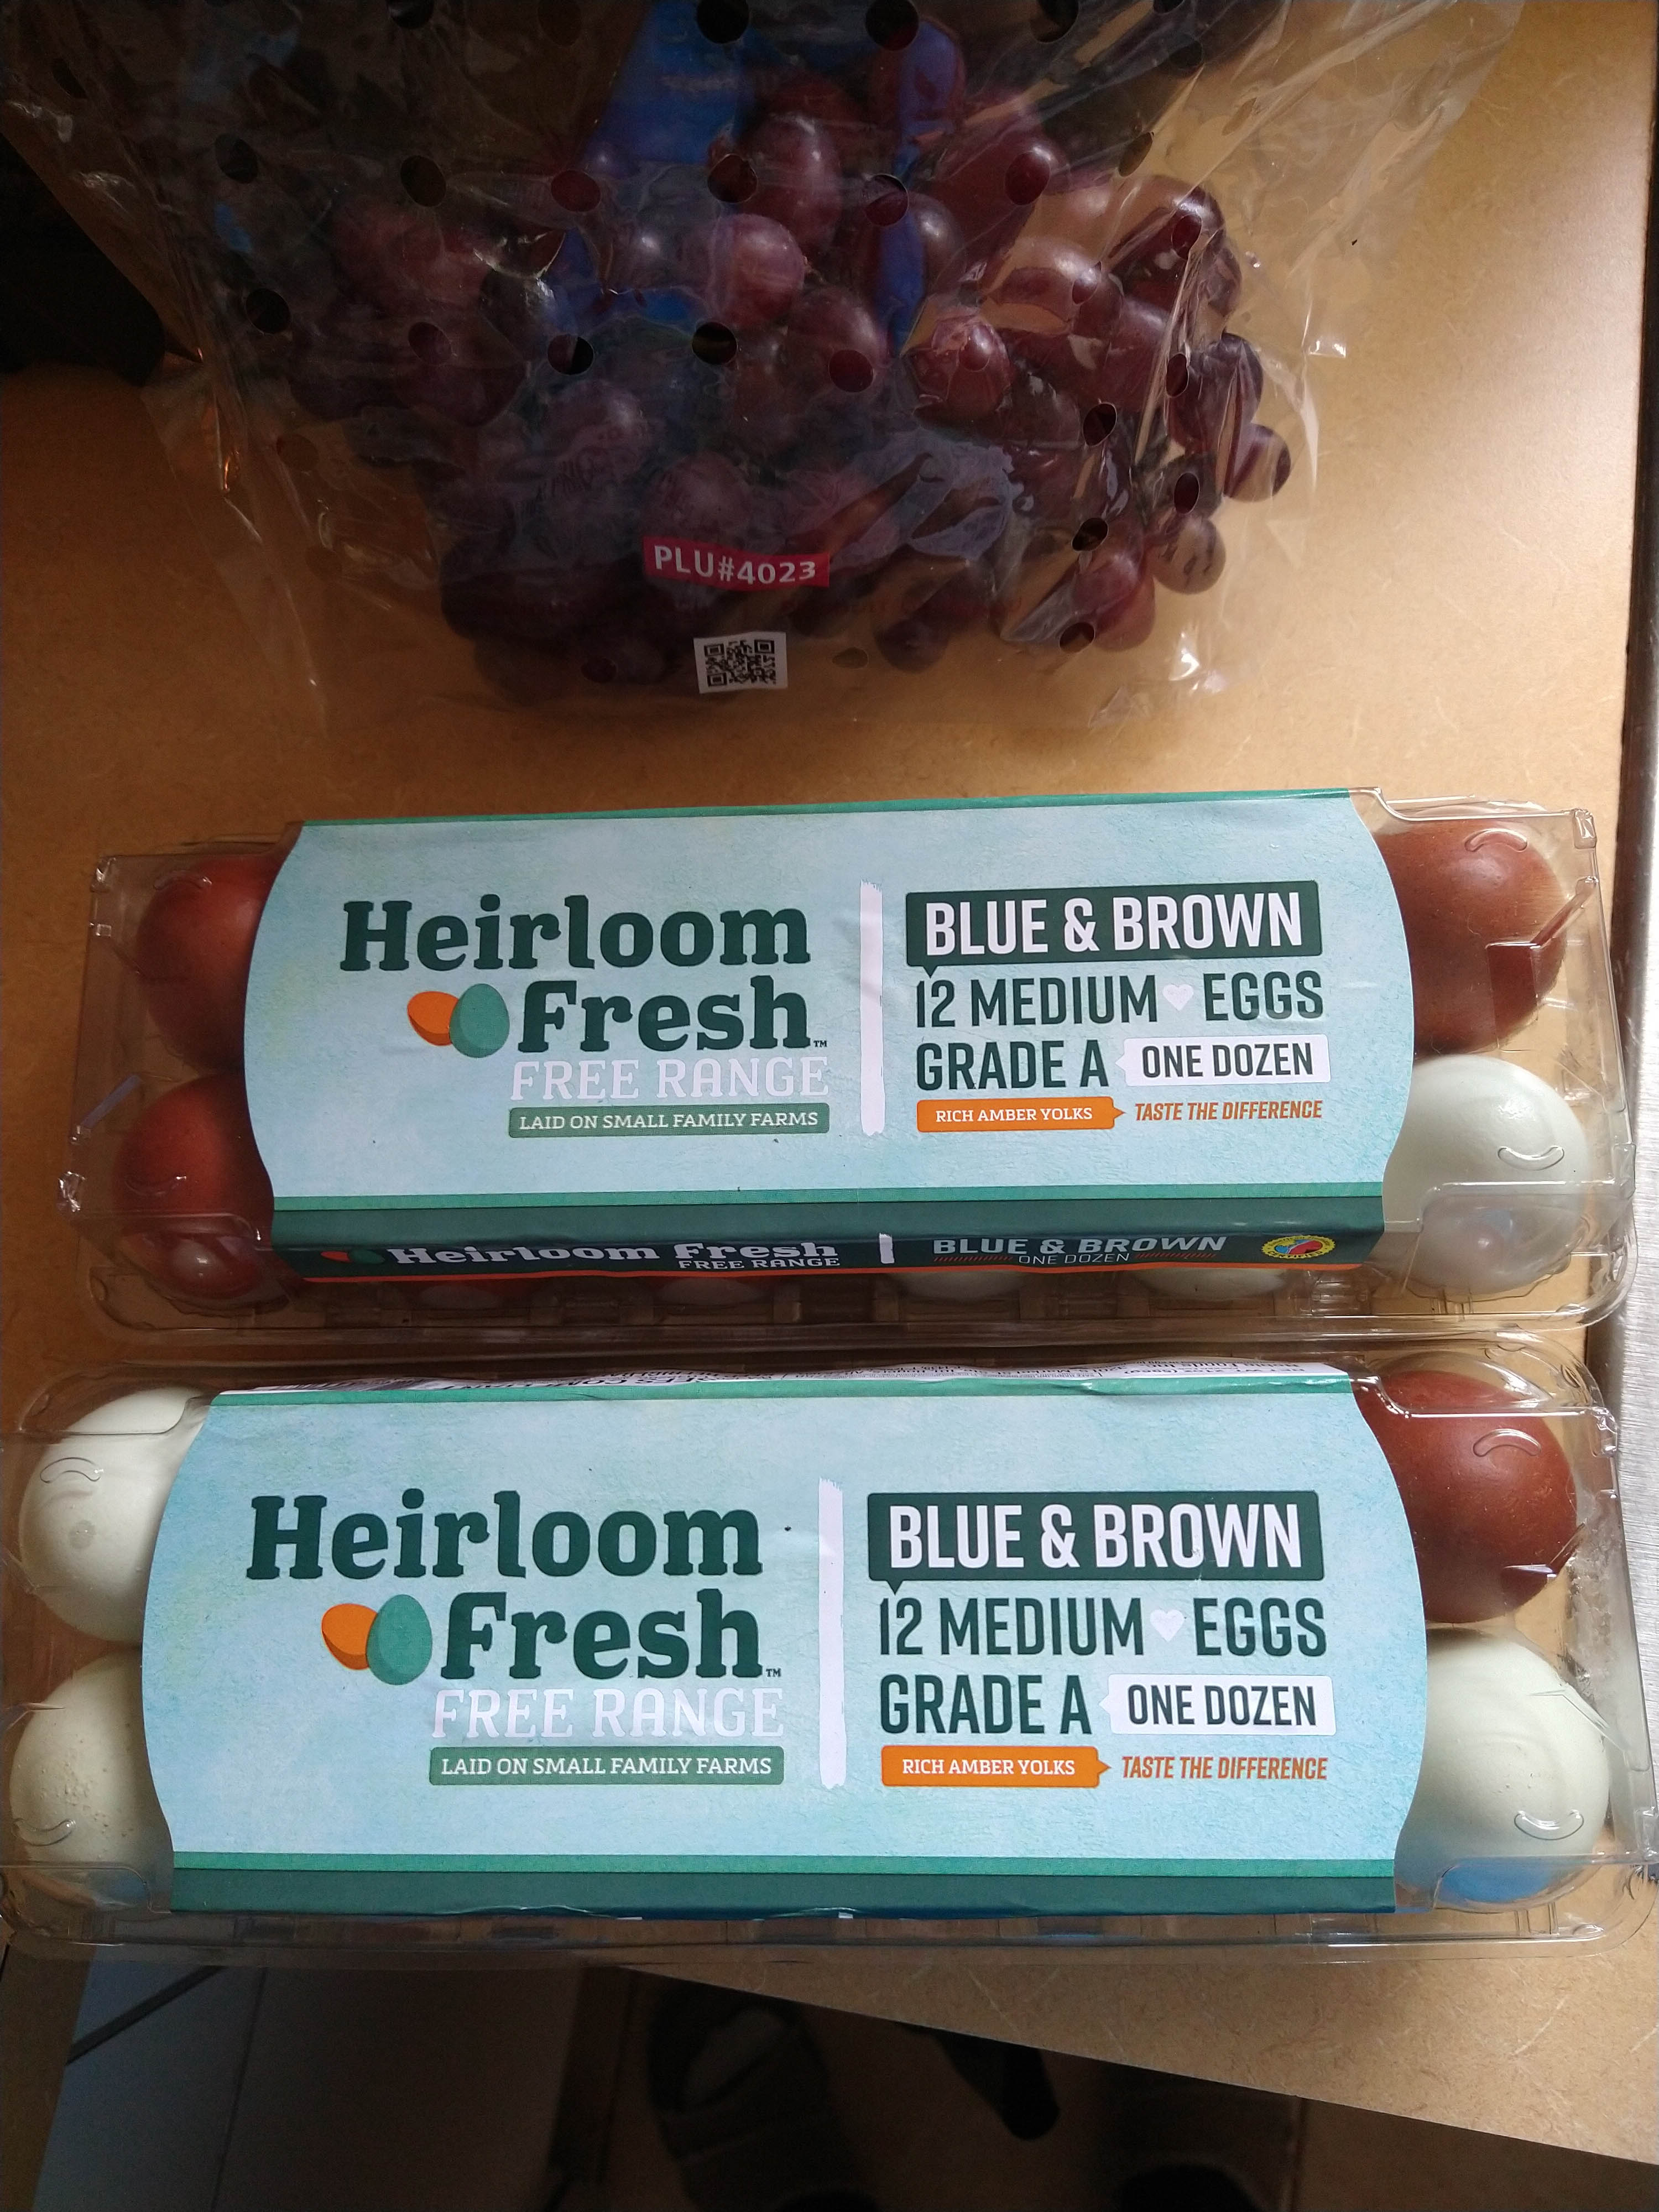 PLU#4023
Heirloom
Fresh™
FREE RANGE
LAID ON SMALL FAMILY FARMS
BLUE & BROWN
12 MEDIUM EGGS
GRADE A ONE DOZEN
RICH AMBER YOLKS TASTE THE DIFFERENCE
Heirloom Fresh
FREE RANGE
BLUE & BROWN
ONE DOZEN
Heirloom
Fresh™
FREE RANGE
LAID ON SMALL FAMILY FARMS
BLUE & BROWN
12 MEDIUM EGGS
GRADE A ONE DOZEN
RICH AMBER YOLKS TASTE THE DIFFERENCE